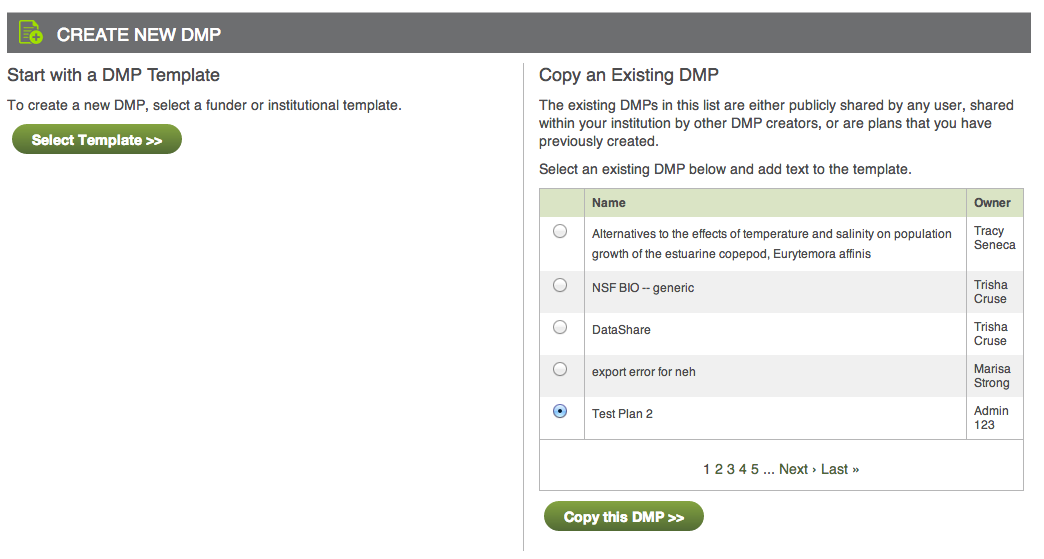 CREATE NEW DMP
Start with a DMP Template
To create a new DMP, select a funder or institutional template.
Select Template >>
Copy an Existing DMP
The existing DMPs in this list are either publicly shared by any user, shared
within your institution by other DMP creators, or are plans that you have
previously created.
Select an existing DMP below and add text to the template.
Name Owner
Alternatives to the effects of temperature and salinity on population
growth of the estuarine copepod, Eurytemora affinis
Tracy
Seneca
NSF BIO -- generic
Trisha
Cruse
DataShare
Trisha
Cruse
export error for neh
Marisa
Strong
Test Plan 2
Admin
123
1 2 3 4 5 ... Next › Last »
Copy this DMP >>